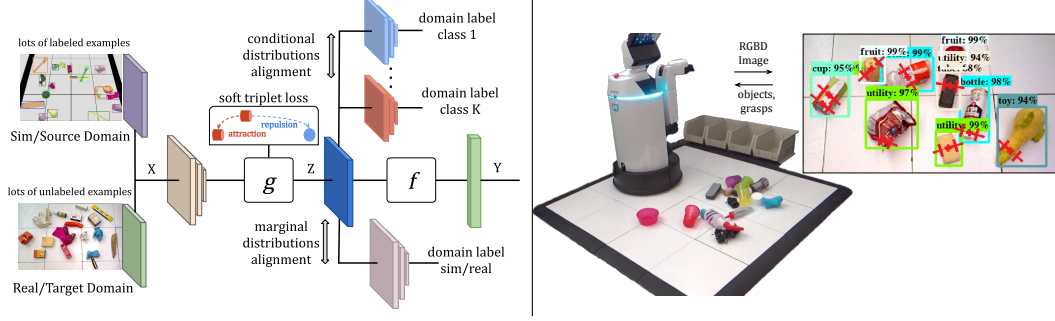 lots of labeled examples
Sim/Source Domain
lots of unlabeled examples
Real/Target Domain
X
soft triplet loss
repulsion
attraction
g
Z
conditional
distributions
alignment
marginal
distributions
alignment
domain label
class 1
domain label
class K
f
Y
domain label
sim/real
RGBD
Image
objects,
grasps
fruit: 99%
fruit: 99%
utility: 94%
cup: 95%
bottle: 98%
utility: 97%
toy: 94%
utility: 99%